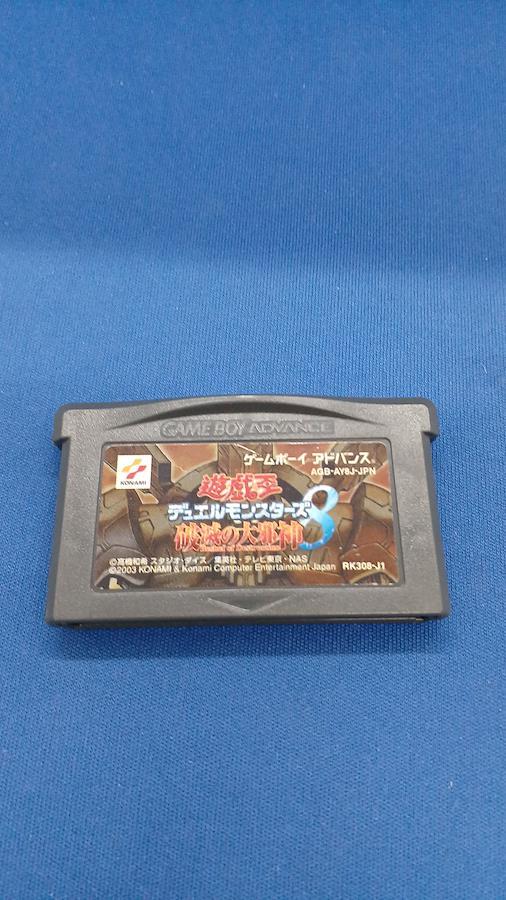 GAME BOY ADVANCE
KONAMI
ゲームボーイ アドバンス
AGB-AY8J-JPN
遊戯王
デュエルモンスターズ8
破滅の大邪神
©高橋和希 スタジオ・ダイス/集英社・テレビ東京・NAS
©2003 KONAMI & Konami Computer Entertainment Japan RK308-J1